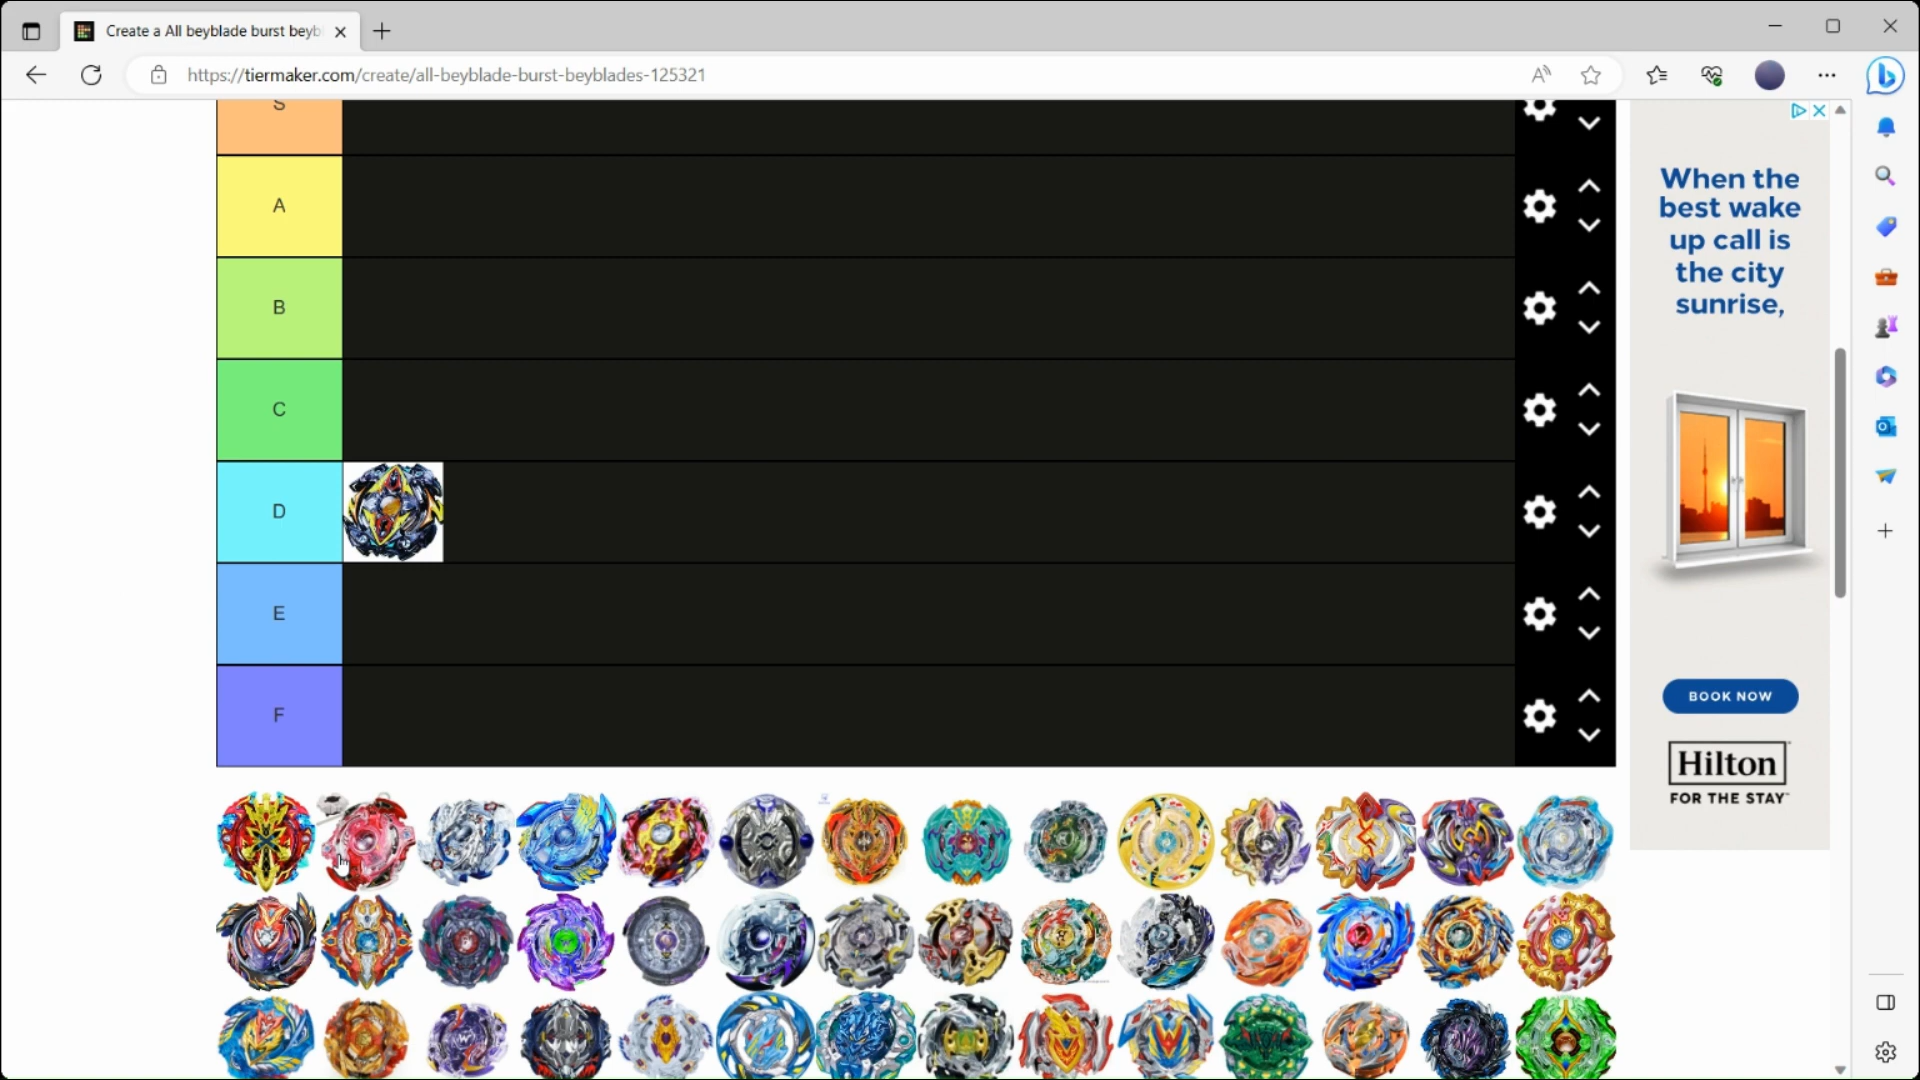 Create a All beyblade burst beyb
https://tiermaker.com/create/all-beyblade-burst-beyblades-125321
S
A
B
C
D
E
F
When the
best wake
up call is
the city
sunrise,
BOOK NOW
Hilton
FOR THE STAY